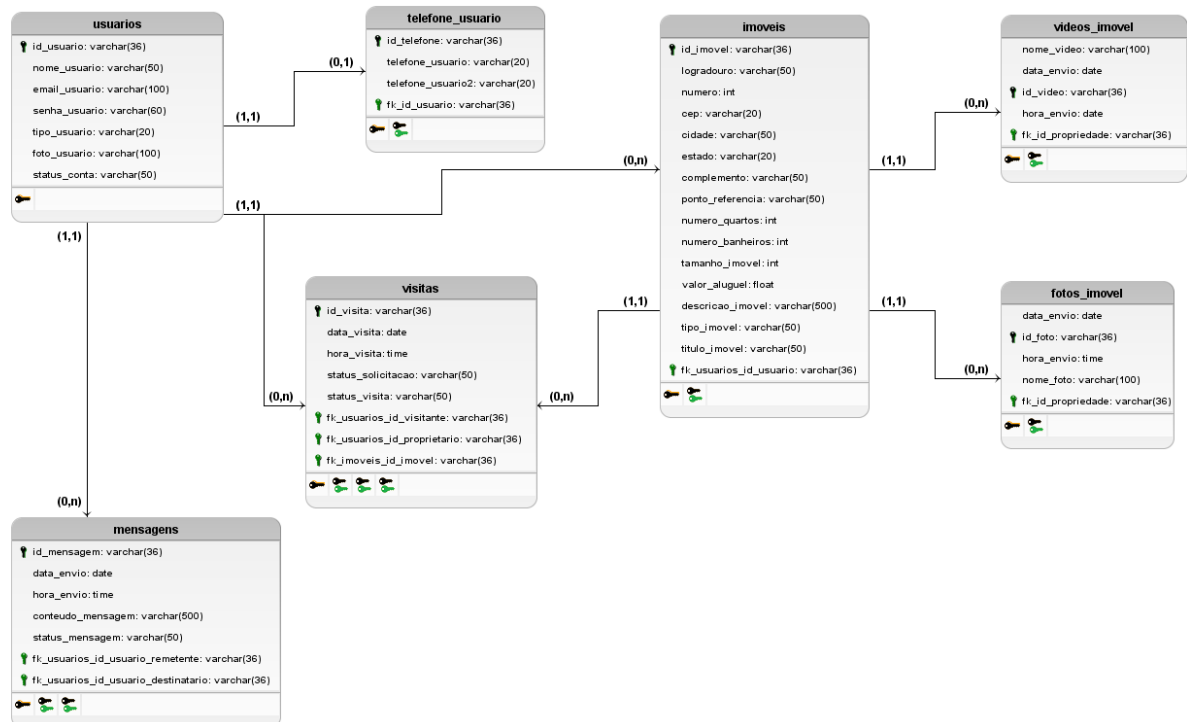 usuarios
id_usuario: varchar(36)
nome_usuario: varchar(50)
email_usuario: varchar(100)
senha_usuario: varchar(60)
tipo_usuario: varchar(20)
foto_usuario: varchar(100)
status_conta: varchar(50)
(1,1)
(0,1)
telefone_usuario
id_telefone: varchar(36)
telefone_usuario: varchar(20)
telefone_usuario2: varchar(20)
fk_id_usuario: varchar(36)
(1,1)
(0,n)
imoveis
id_imovel: varchar(36)
logradouro: varchar(50)
numero: int
cep: varchar(20)
cidade: varchar(50)
estado: varchar(20)
complemento: varchar(50)
ponto_referencia: varchar(50)
numero_quartos: int
numero_banheiros: int
tamanho_imovel: int
valor_aluguel: float
descricao_imovel: varchar(500)
tipo_imovel: varchar(50)
titulo_imovel: varchar(50)
fk_usuarios_id_usuario: varchar(36)
(1,1)
(0,n)
videos_imovel
nome_video: varchar(100)
data_envio: date
id_video: varchar(36)
hora_envio: date
fk_id_propriedade: varchar(36)
(1,1)
(0,n)
fotos_imovel
data_envio: date
id_foto: varchar(36)
hora_envio: time
nome_foto: varchar(100)
fk_id_propriedade: varchar(36)
(1,1)
(0,n)
(0,n)
visitas
id_visita: varchar(36)
data_visita: date
hora_visita: time
status_solicitacao: varchar(50)
status_visita: varchar(50)
fk_usuarios_id_visitante: varchar(36)
fk_usuarios_id_proprietario: varchar(36)
fk_imoveis_id_imovel: varchar(36)
(1,1)
(0,n)
mensagens
id_mensagem: varchar(36)
data_envio: date
hora_envio: time
conteudo_mensagem: varchar(500)
status_mensagem: varchar(50)
fk_usuarios_id_usuario_remetente: varchar(36)
fk_usuarios_id_usuario_destinatario: varchar(36)